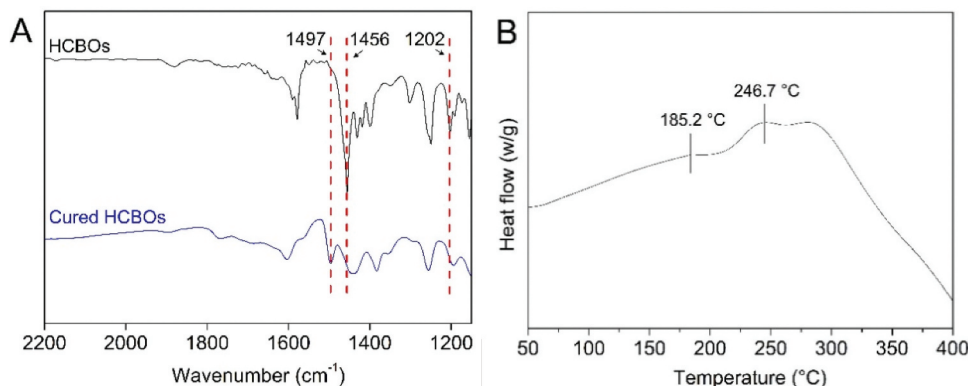 A
HCBOs
1497
1456
1202
Cured HCBOs
2200 2000 1800 1600 1400 1200
Wavenumber (cm⁻¹)
B
185.2 °C
246.7 °C
Heat flow (w/g)
50 100 150 200 250 300 350 400
Temperature (°C)